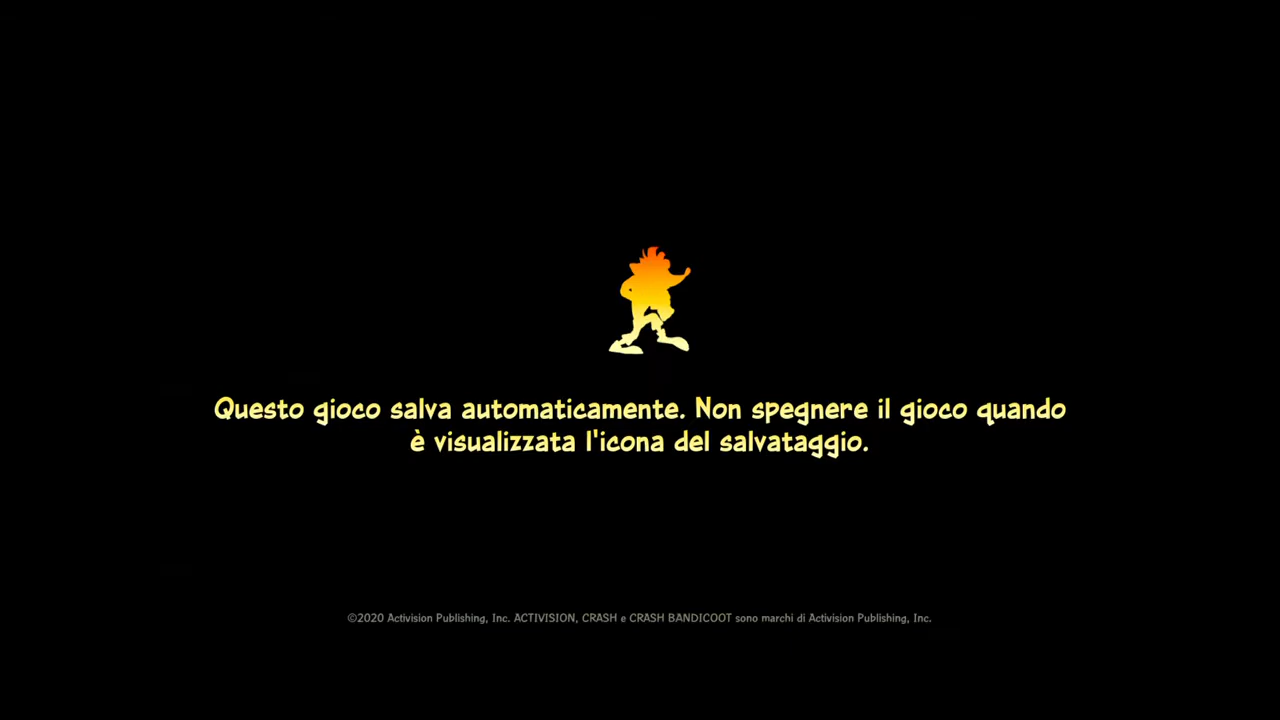 Questo gioco salva automaticamente. Non spegnere il gioco quando
è visualizzata l'icona del salvataggio.
©2020 Activision Publishing, Inc. ACTIVISION, CRASH e CRASH BANDICOOT sono marchi di Activision Publishing, Inc.